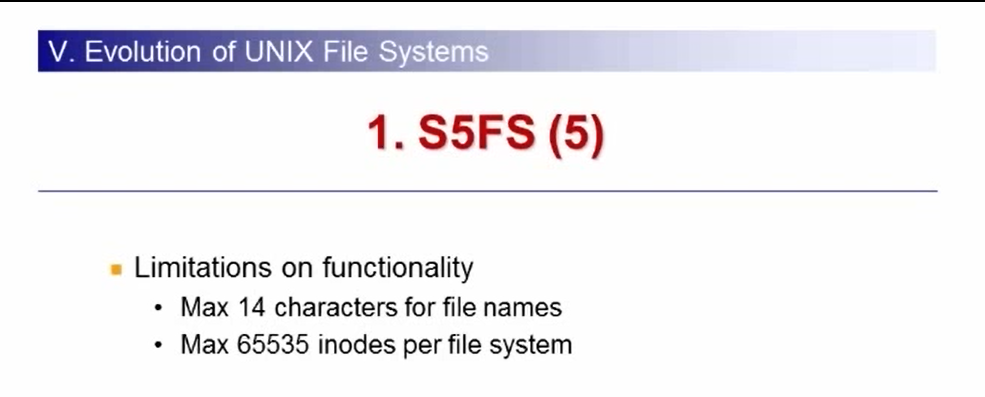 V. Evolution of UNIX File Systems
1. S5FS (5)
Limitations on functionality
• Max 14 characters for file names
• Max 65535 inodes per file system